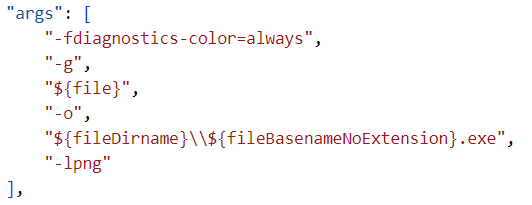 "args": [
    "-fdiagnostics-color=always",
    "-g",
    "${file}",
    "-o",
    "${fileDirname}\\${fileBasenameNoExtension}.exe",
    "-lpng"
],